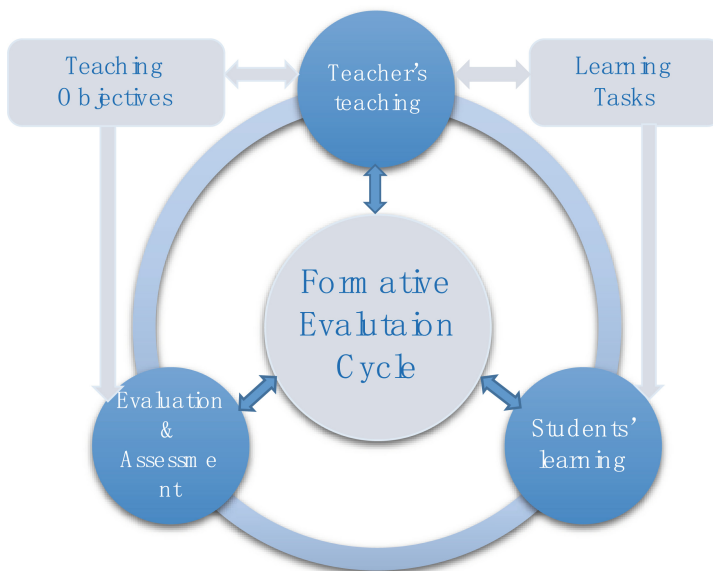 Teaching
Objectives
Teacher's
teaching
Learning
Tasks
Formative
Evalutaion
Cycle
Evaluation
&
Assessme
nt
Students'
learning